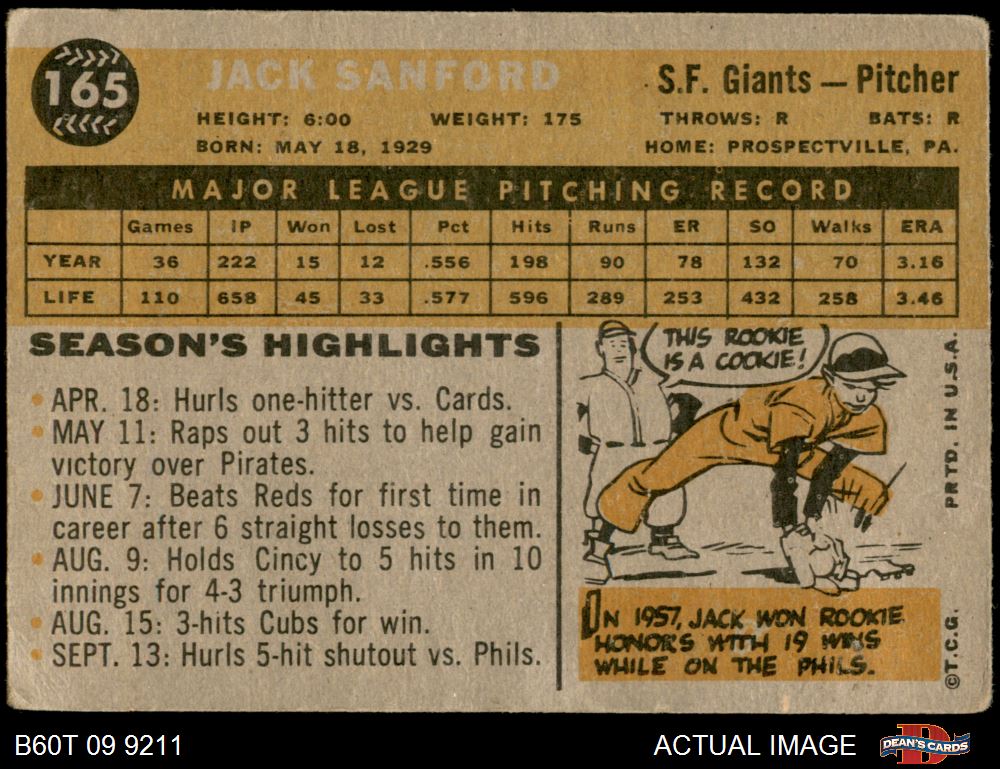 165
JACK SANFORD
S.F. Giants — Pitcher
HEIGHT: 6:00 WEIGHT: 175 THROWS: R BATS: R
BORN: MAY 18, 1929 HOME: PROSPECTVILLE, PA.
MAJOR LEAGUE PITCHING RECORD
Games IP Won Lost Pct Hits Runs ER SO Walks ERA
YEAR 36 222 15 12 .556 198 90 78 132 70 3.16
LIFE 110 658 45 33 .577 596 289 253 432 258 3.46
SEASON'S HIGHLIGHTS
• APR. 18: Hurls one-hitter vs. Cards.
• MAY 11: Raps out 3 hits to help gain
victory over Pirates.
• JUNE 7: Beats Reds for first time in
career after 6 straight losses to them.
• AUG. 9: Holds Cincy to 5 hits in 10
innings for 4-3 triumph.
• AUG. 15: 3-hits Cubs for win.
• SEPT. 13: Hurls 5-hit shutout vs. Phils.
THIS ROOKIE
IS A COOKIE!
IN 1957, JACK WON ROOKIE
HONORS WITH 19 WINS
WHILE ON THE PHILS.
©T.C.G. PRTD. IN U.S.A.
B60T 09 9211
ACTUAL IMAGE
DEAN'S CARDS